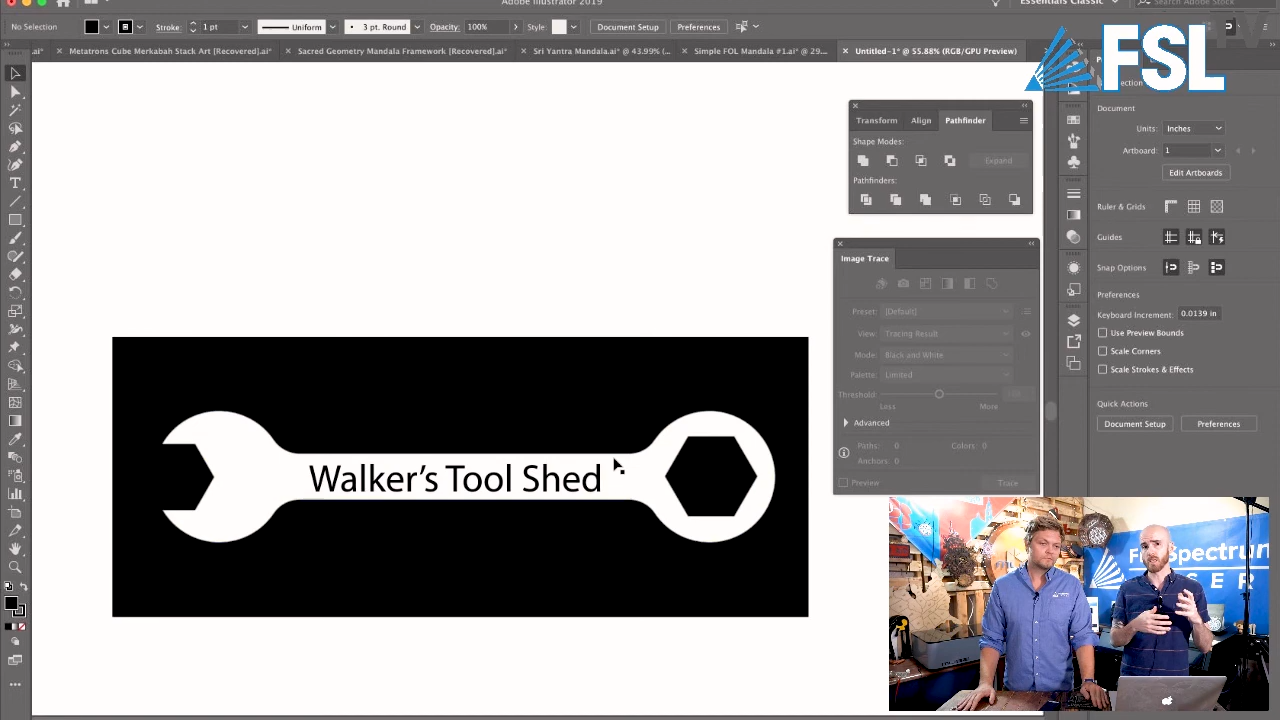 Adobe Illustrator 2019
Essentials Classic
Search Adobe Stock
No Selection
Stroke: 1 pt
Uniform
3 pt. Round
Opacity: 100%
Style:
Document Setup
Preferences
.ai*
Metatrons Cube Merkabah Stack Art [Recovered].ai*
Sacred Geometry Mandala Framework [Recovered].ai*
Sri Yantra Mandala.ai* @ 43.99% (...
Simple FOL Mandala #1.ai* @ 29....
Untitled-1* @ 55.88% (RGB/GPU Preview)
FSL
Transform
Align
Pathfinder
Shape Modes:
Expand
Pathfinders:
Image Trace
Preset: [Default]
View: Tracing Result
Mode: Black and White
Palette: Limited
Threshold:
Less
More
Advanced
Paths: 0
Colors: 0
Anchors: 0
Preview
Trace
Document
Units: Inches
Artboard: 1
Edit Artboards
Ruler & Grids
Guides
Snap Options
Preferences
Keyboard Increment: 0.0139 in
Use Preview Bounds
Scale Corners
Scale Strokes & Effects
Quick Actions
Document Setup
Preferences
Walker’s Tool Shed